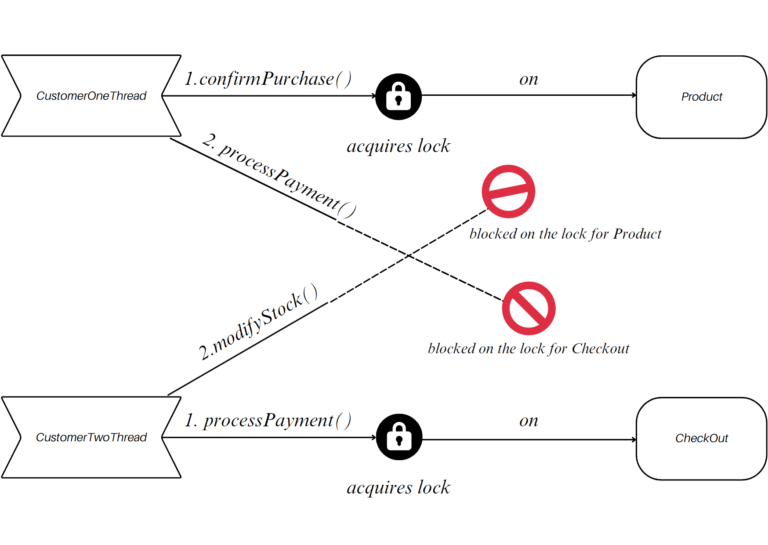 CustomerOneThread
1.confirmPurchase( )
on
Product
acquires lock
2. processPayment( )
blocked on the lock for Product
2.modifyStock( )
blocked on the lock for Checkout
CustomerTwoThread
1. processPayment( )
on
CheckOut
acquires lock